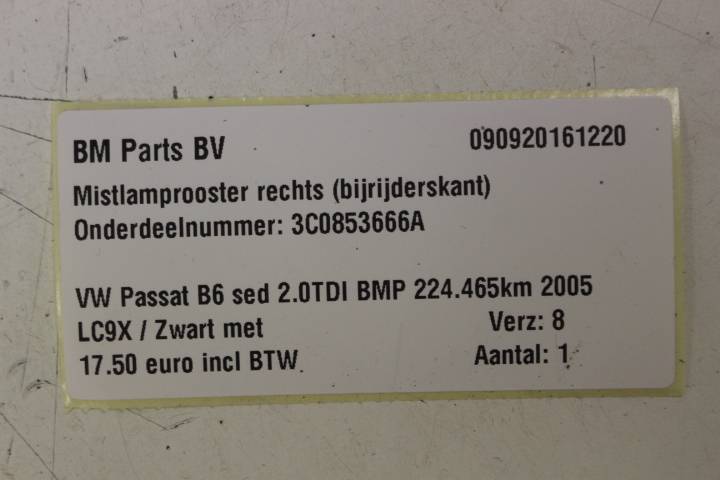 BM Parts BV 090920161220
Mistlamprooster rechts (bijrijderskant)
Onderdeelnummer: 3C0853666A
VW Passat B6 sed 2.0TDI BMP 224.465km 2005
LC9X / Zwart met Verz: 8
17.50 euro incl BTW Aantal: 1